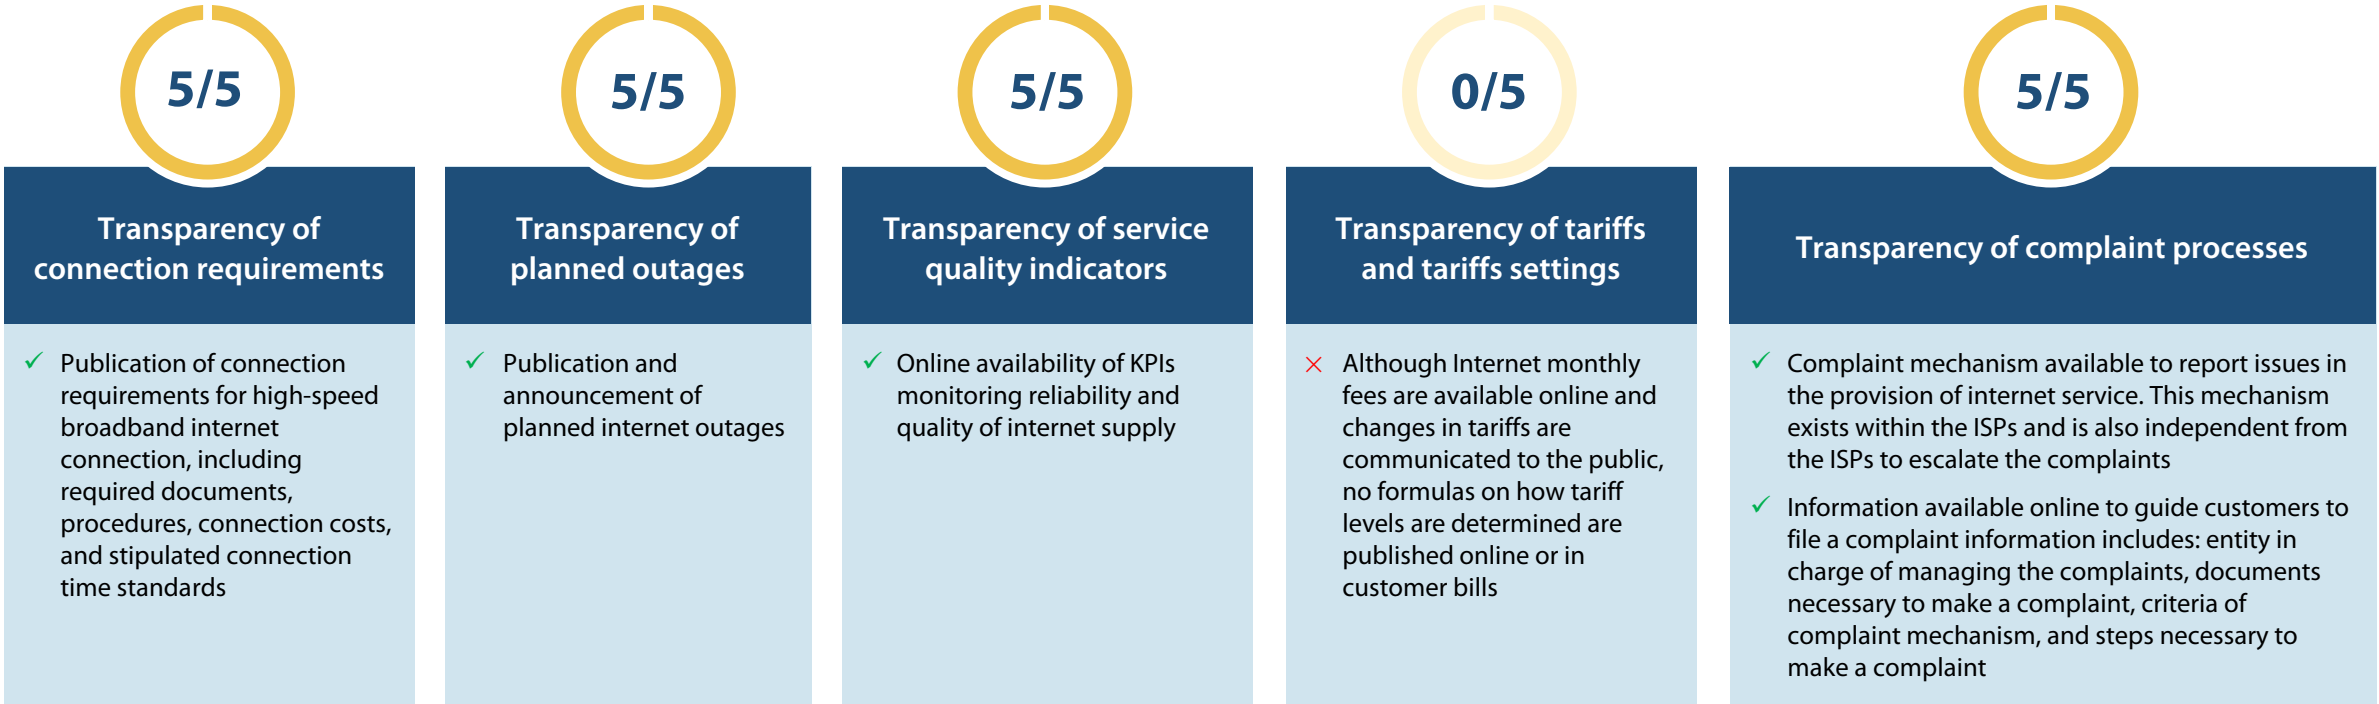 5/5
Transparency of
connection requirements
✓ Publication of connection
requirements for high-speed
broadband internet
connection, including
required documents,
procedures, connection costs,
and stipulated connection
time standards
5/5
Transparency of
planned outages
✓ Publication and
announcement of
planned internet outages
5/5
Transparency of service
quality indicators
✓ Online availability of KPIs
monitoring reliability and
quality of internet supply
0/5
Transparency of tariffs
and tariffs settings
× Although Internet monthly
fees are available online and
changes in tariffs are
communicated to the public,
no formulas on how tariff
levels are determined are
published online or in
customer bills
5/5
Transparency of complaint processes
✓ Complaint mechanism available to report issues in
the provision of internet service. This mechanism
exists within the ISPs and is also independent from
the ISPs to escalate the complaints
✓ Information available online to guide customers to
file a complaint information includes: entity in
charge of managing the complaints, documents
necessary to make a complaint, criteria of
complaint mechanism, and steps necessary to
make a complaint